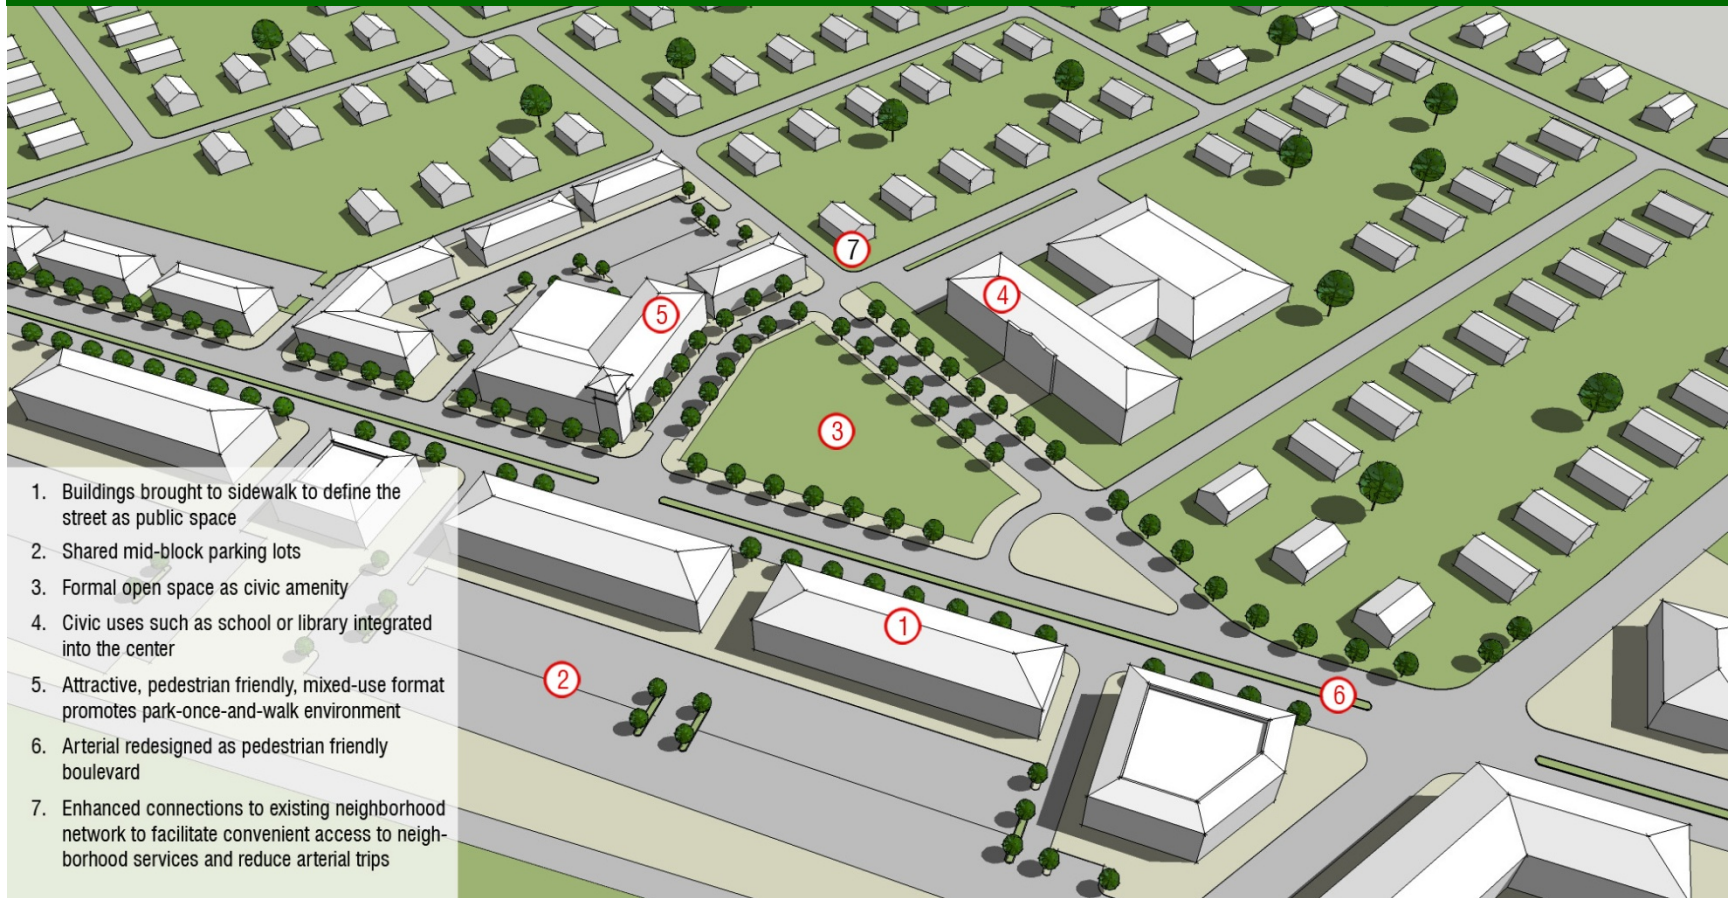 7
4
5
3
1
2
6
1. Buildings brought to sidewalk to define the
street as public space
2. Shared mid-block parking lots
3. Formal open space as civic amenity
4. Civic uses such as school or library integrated
into the center
5. Attractive, pedestrian friendly, mixed-use format
promotes park-once-and-walk environment
6. Arterial redesigned as pedestrian friendly
boulevard
7. Enhanced connections to existing neighborhood
network to facilitate convenient access to neigh-
borhood services and reduce arterial trips